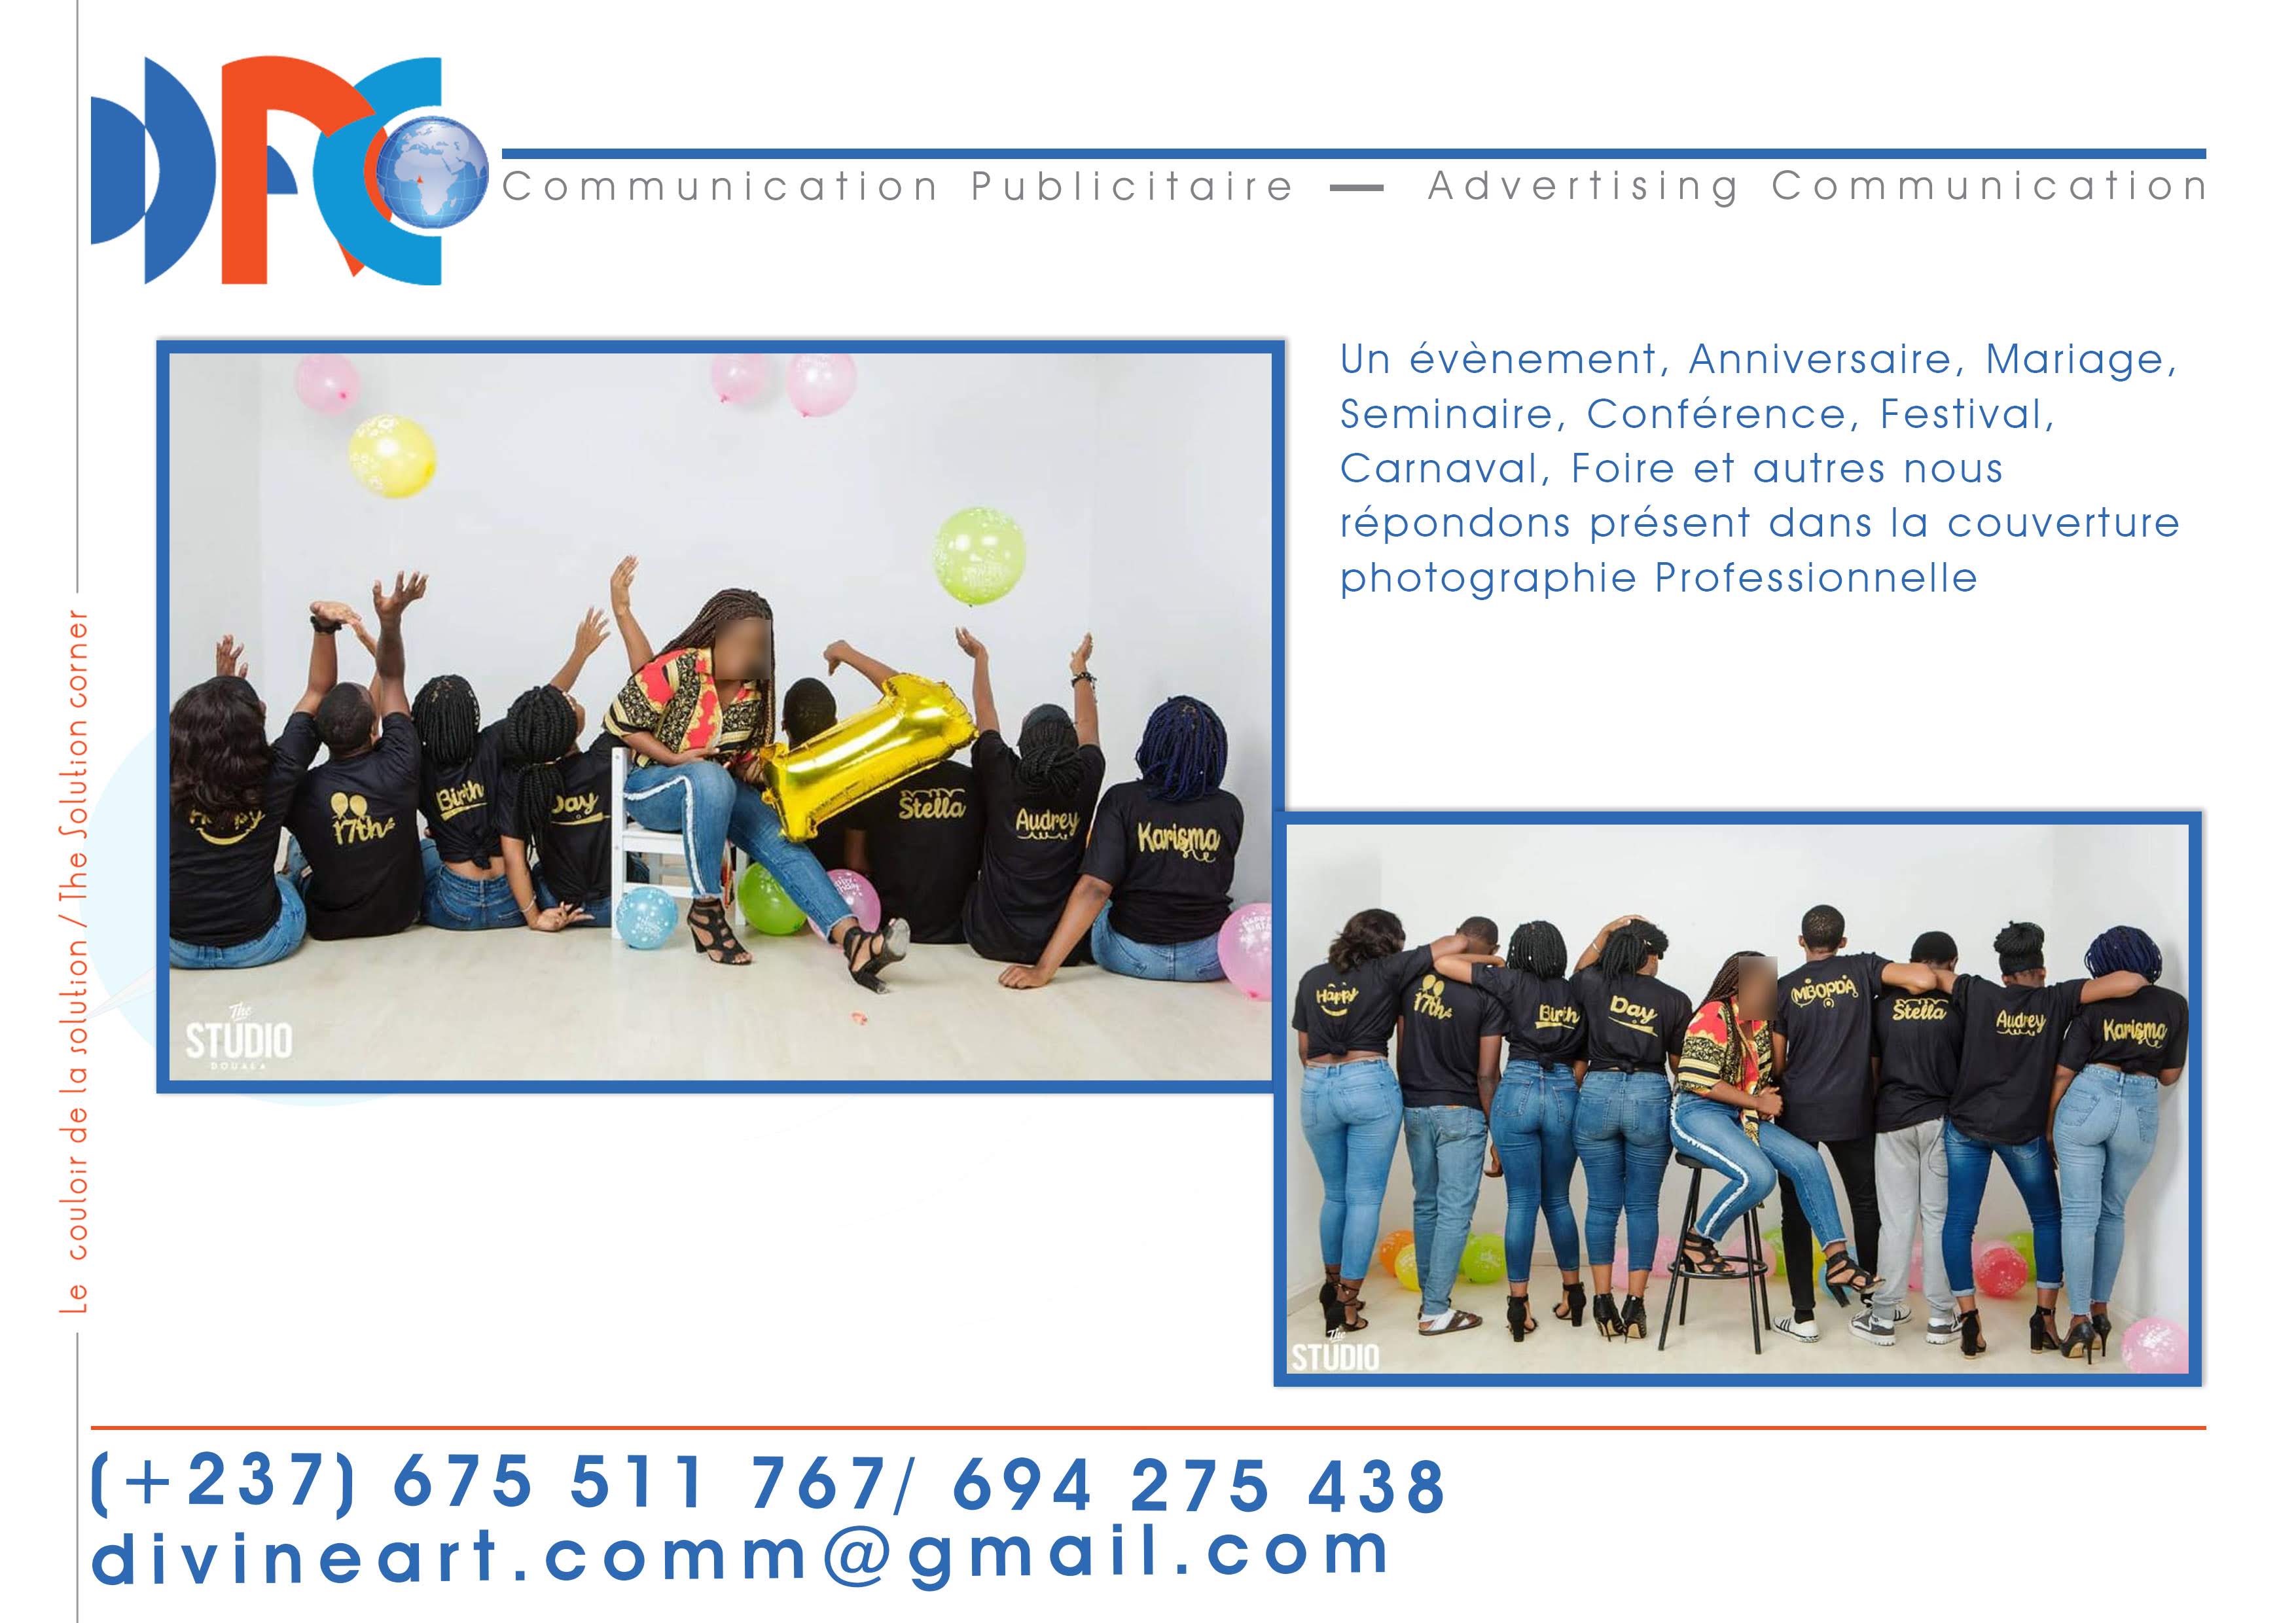 DAC
Communication Publicitaire — Advertising Communication
Un évènement, Anniversaire, Mariage,
Seminaire, Conférence, Festival,
Carnaval, Foire et autres nous
répondons présent dans la couverture
photographie Professionnelle
Le couloir de la solution / The Solution corner
Happy
17th
Birth
Day
Stella
Audrey
Karisma
The
STUDIO
DOUALA
Happy
17th
Birth
Day
MBOPDA
Stella
Audrey
Karisma
The
STUDIO
(+237) 675 511 767/ 694 275 438
divineart.comm@gmail.com